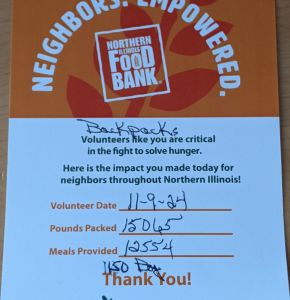 NEIGHBORS. EMPOWERED.
NORTHERN
ILLINOIS
FOOD
BANK
Backpacks
Volunteers like you are critical
in the fight to solve hunger.
Here is the impact you made today for
neighbors throughout Northern Illinois!
Volunteer Date 11-9-24
Pounds Packed 15065
Meals Provided 12554
1150
Thank You!